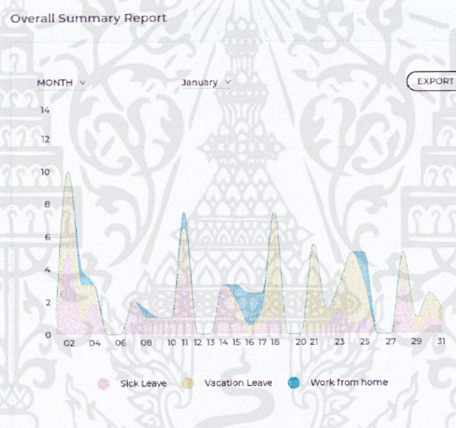 Overall Summary Report
MONTH January EXPORT
14
12
10
8
6
4
2
0
02 04 06 08 10 11 12 13 14 15 16 17 18 20 21 23 25 27 28 29 31
Sick Leave Vacation Leave Work from home